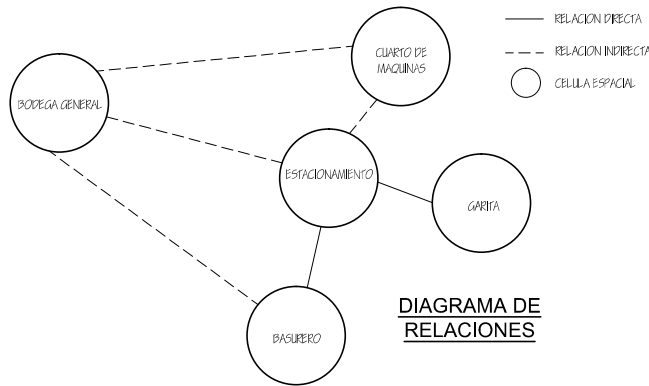 RELACION DIRECTA
RELACION INDIRECTA
CELULA ESPACIAL
CUARTO DE
MAQUINAS
BODEGA GENERAL
ESTACIONAMIENTO
GARITA
BASURERO
DIAGRAMA DE
RELACIONES